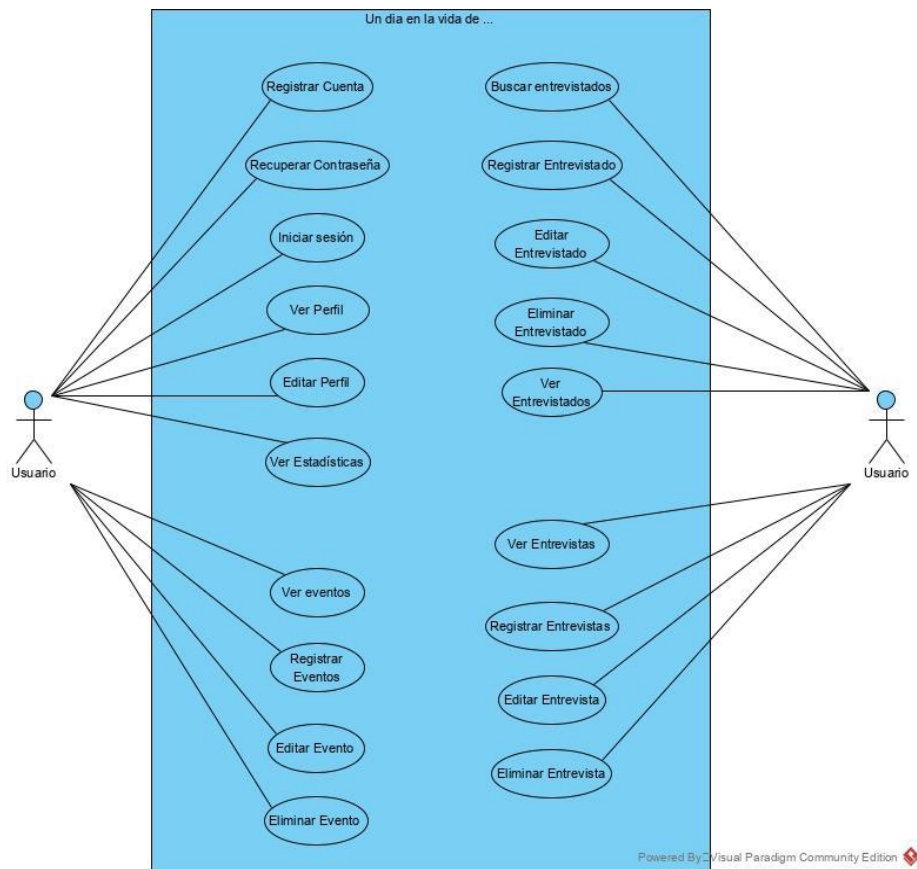 Un dia en la vida de ...
Registrar Cuenta
Recuperar Contraseña
Iniciar sesión
Ver Perfil
Editar Perfil
Ver Estadísticas
Usuario
Ver eventos
Registrar
Eventos
Editar Evento
Eliminar Evento
Buscar entrevistados
Registrar Entrevistado
Editar
Entrevistado
Eliminar
Entrevistado
Ver
Entrevistados
Usuario
Ver Entrevistas
Registrar Entrevistas
Editar Entrevista
Eliminar Entrevista
Powered By Visual Paradigm Community Edition